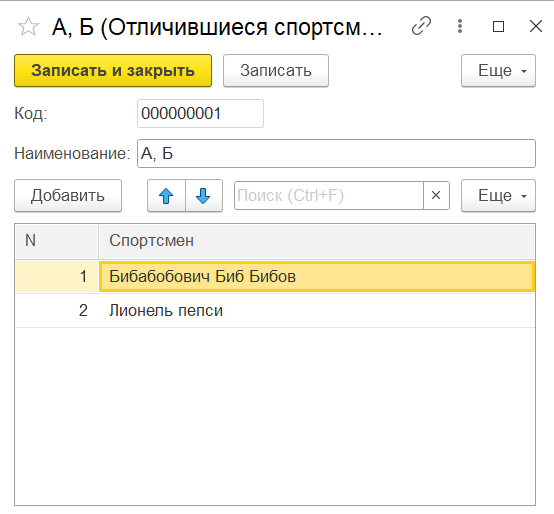 А, Б (Отличившиеся спортсм...
Записать и закрыть Записать Еще
Код: 000000001
Наименование: А, Б
Добавить Поиск (Ctrl+F) × Еще
N Спортсмен
1 Бибабобович Биб Бибов
2 Лионель пепси